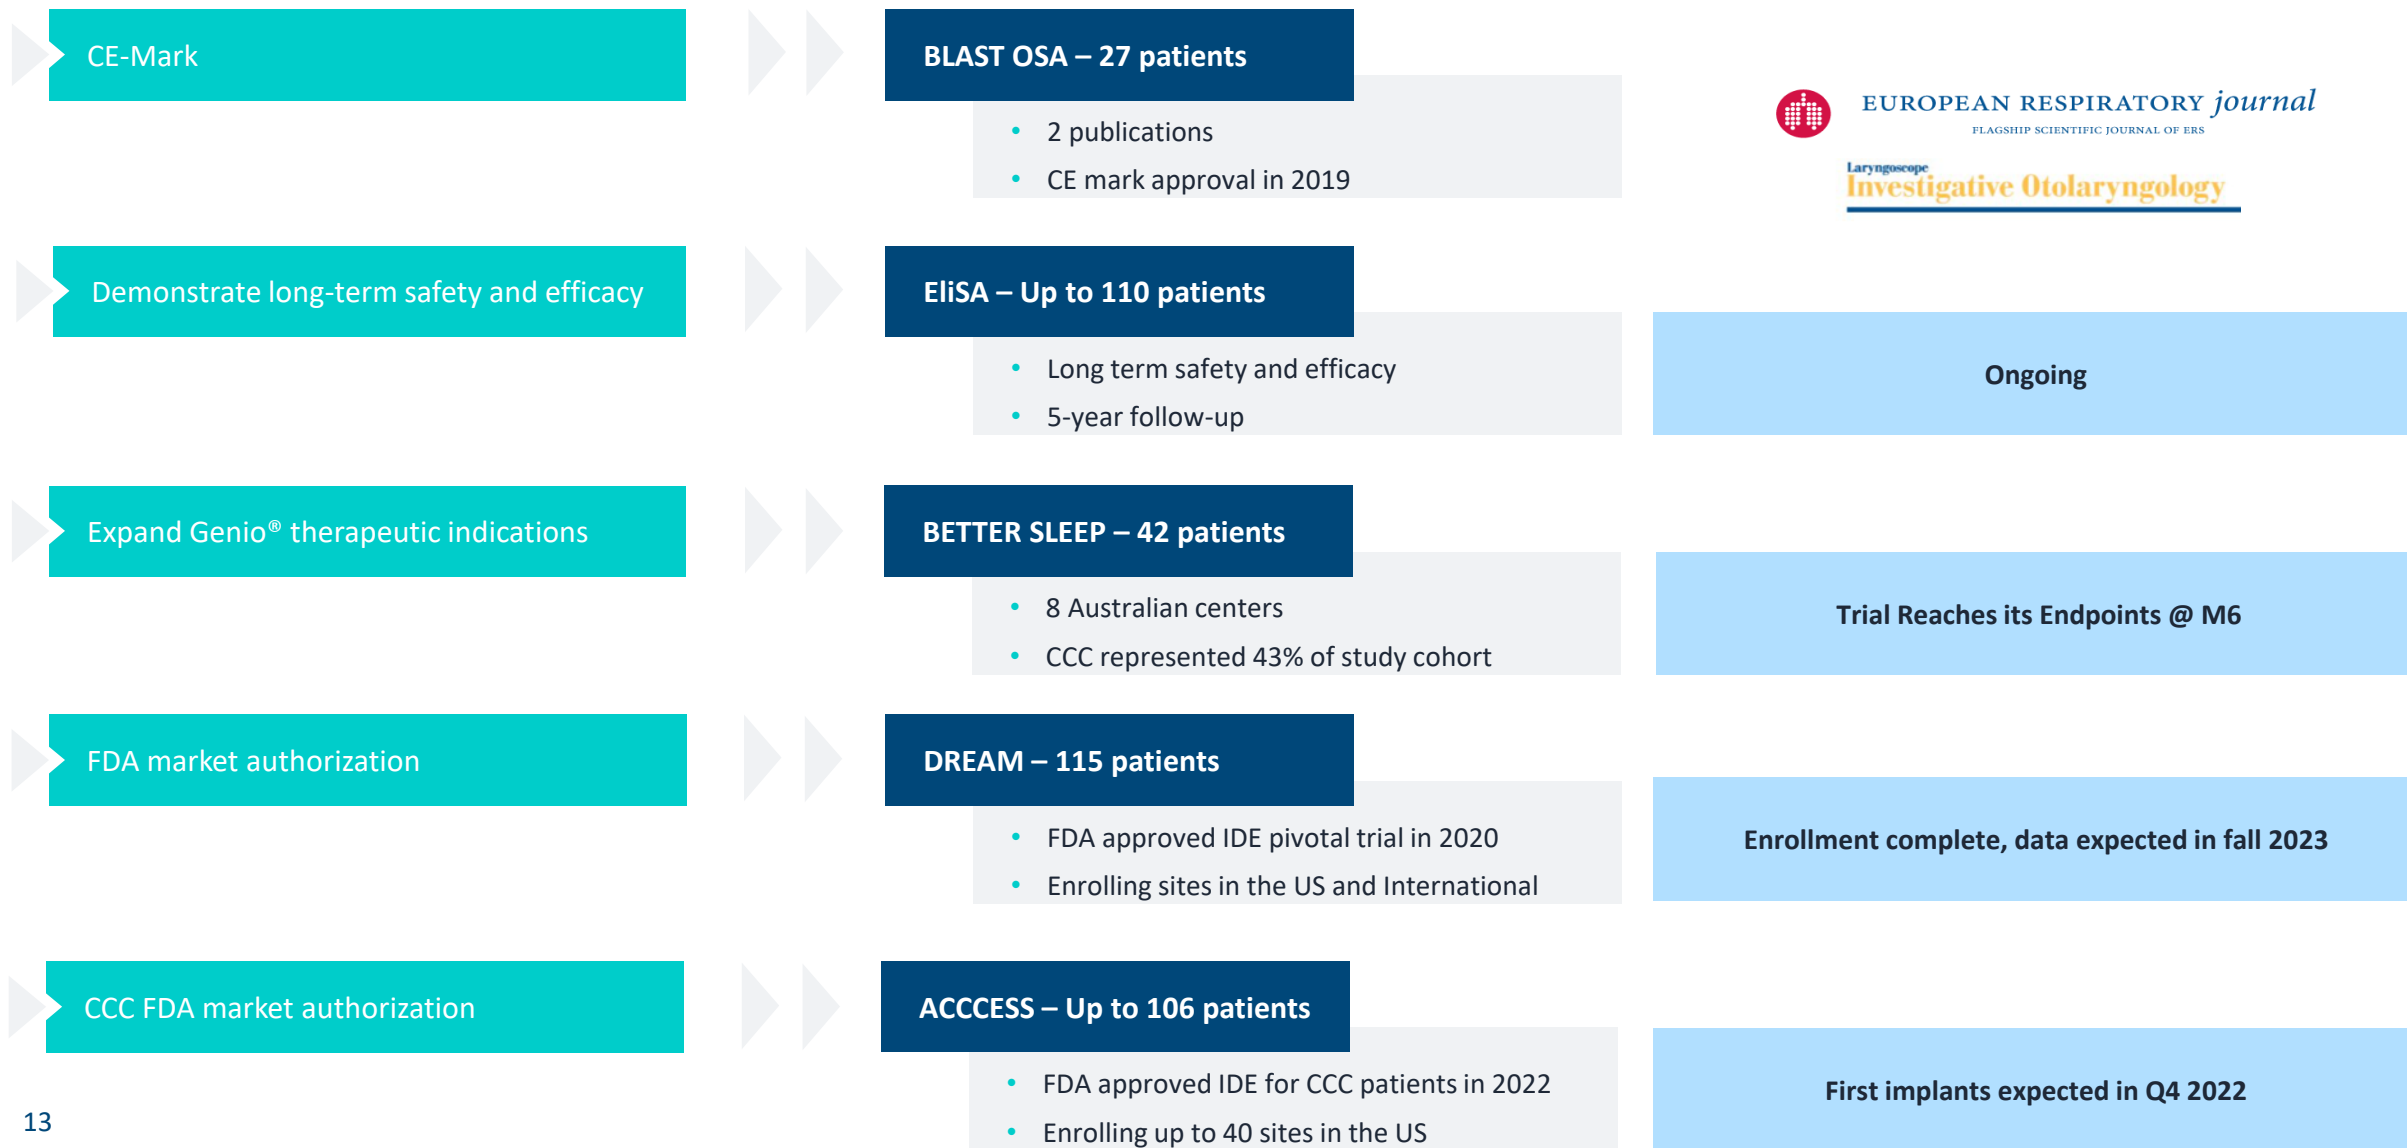 CE-Mark
BLAST OSA – 27 patients
• 2 publications
• CE mark approval in 2019
EUROPEAN RESPIRATORY journal
FLAGSHIP SCIENTIFIC JOURNAL OF ERS
Laryngoscope
Investigative Otolaryngology
Demonstrate long-term safety and efficacy
EliSA – Up to 110 patients
• Long term safety and efficacy
• 5-year follow-up
Ongoing
Expand Genio® therapeutic indications
BETTER SLEEP – 42 patients
• 8 Australian centers
• CCC represented 43% of study cohort
Trial Reaches its Endpoints @ M6
FDA market authorization
DREAM – 115 patients
• FDA approved IDE pivotal trial in 2020
• Enrolling sites in the US and International
Enrollment complete, data expected in fall 2023
CCC FDA market authorization
ACCCESS – Up to 106 patients
• FDA approved IDE for CCC patients in 2022
• Enrolling up to 40 sites in the US
First implants expected in Q4 2022
13